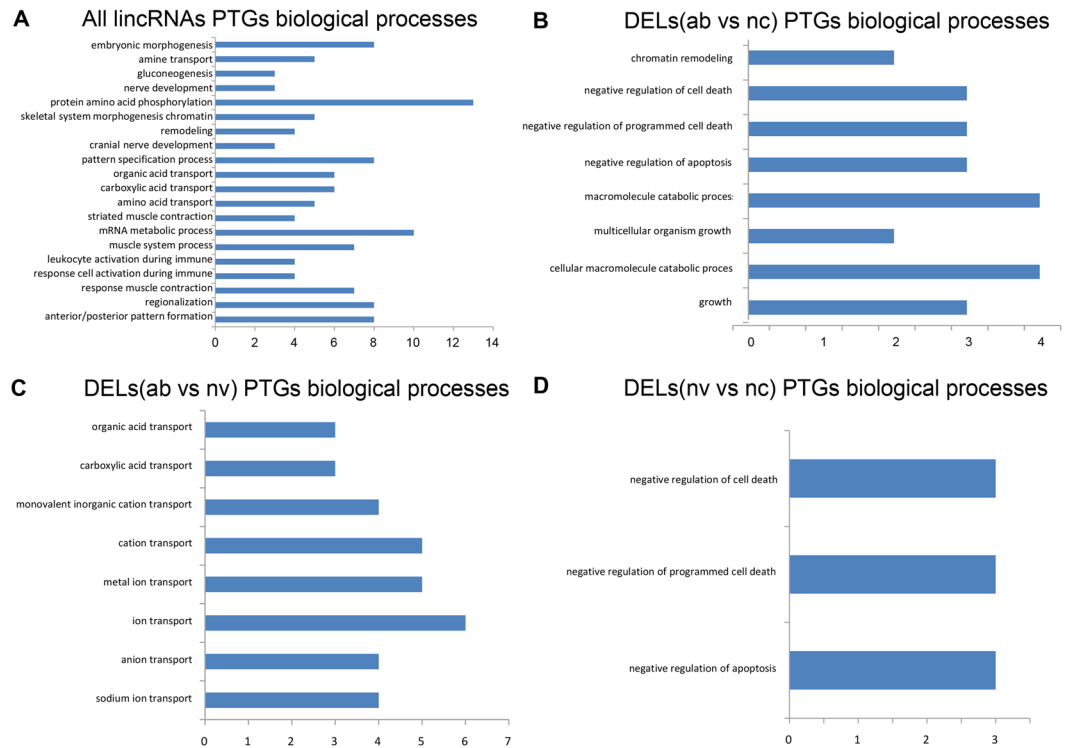 A
All lincRNAs PTGs biological processes
embryonic morphogenesis
amine transport
gluconeogenesis
nerve development
protein amino acid phosphorylation
skeletal system morphogenesis chromatin
remodeling
cranial nerve development
pattern specification process
organic acid transport
carboxylic acid transport
amino acid transport
striated muscle contraction
mRNA metabolic process
muscle system process
leukocyte activation during immune
response cell activation during immune
response muscle contraction
regionalization
anterior/posterior pattern formation
0 2 4 6 8 10 12 14
B
DELs(ab vs nc) PTGs biological processes
chromatin remodeling
negative regulation of cell death
negative regulation of programmed cell death
negative regulation of apoptosis
macromolecule catabolic proces
multicellular organism growth
cellular macromolecule catabolic proces
growth
0 1 2 3 4
C
DELs(ab vs nv) PTGs biological processes
organic acid transport
carboxylic acid transport
monovalent inorganic cation transport
cation transport
metal ion transport
ion transport
anion transport
sodium ion transport
0 1 2 3 4 5 6 7
D
DELs(nv vs nc) PTGs biological processes
negative regulation of cell death
negative regulation of programmed cell death
negative regulation of apoptosis
0 1 2 3